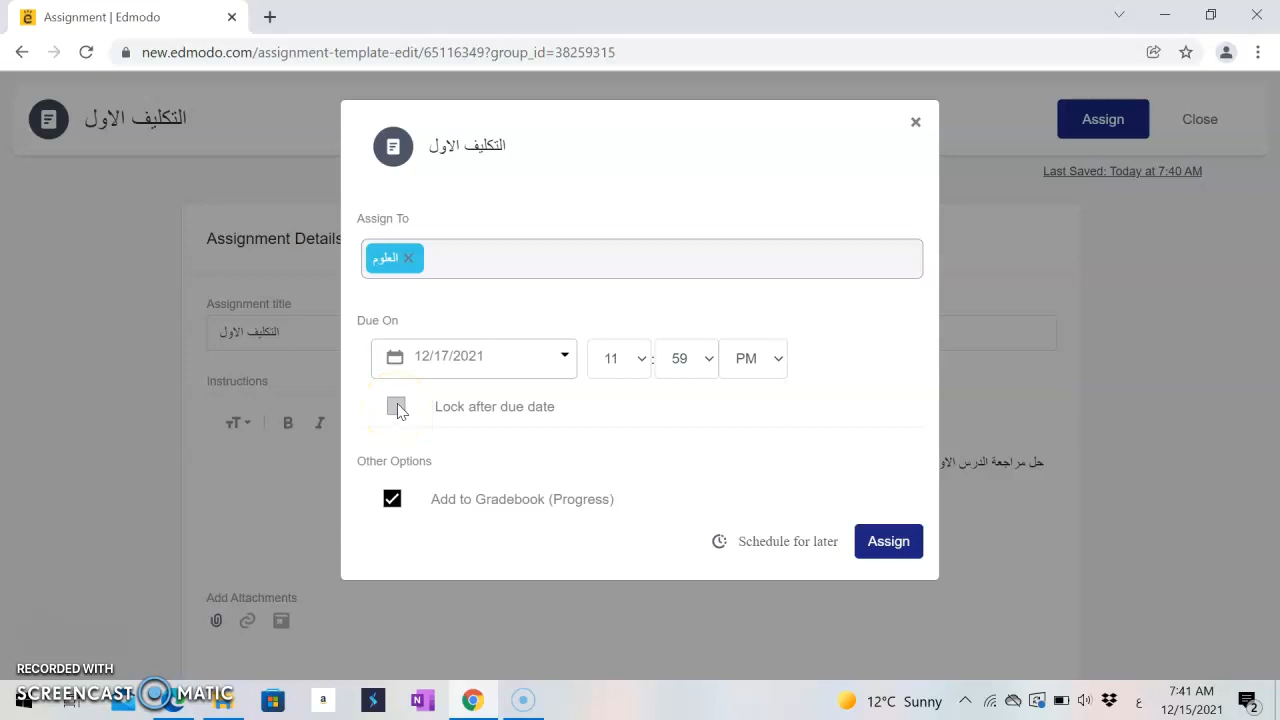 Assignment | Edmodo
new.edmodo.com/assignment-template-edit/65116349?group_id=38259315
التكليف الاول
Assign
Close
Last Saved: Today at 7:40 AM
التكليف الاول
Assign To
العلوم
Assignment Details
Assignment title
التكليف الاول
Due On
12/17/2021
11 : 59 PM
Instructions
Lock after due date
B I
حل مراجعة الدرس الاو
Other Options
Add to Gradebook (Progress)
Schedule for later
Assign
Add Attachments
RECORDED WITH
SCREENCAST MATIC
12°C Sunny
ع
7:41 AM
12/15/2021
2